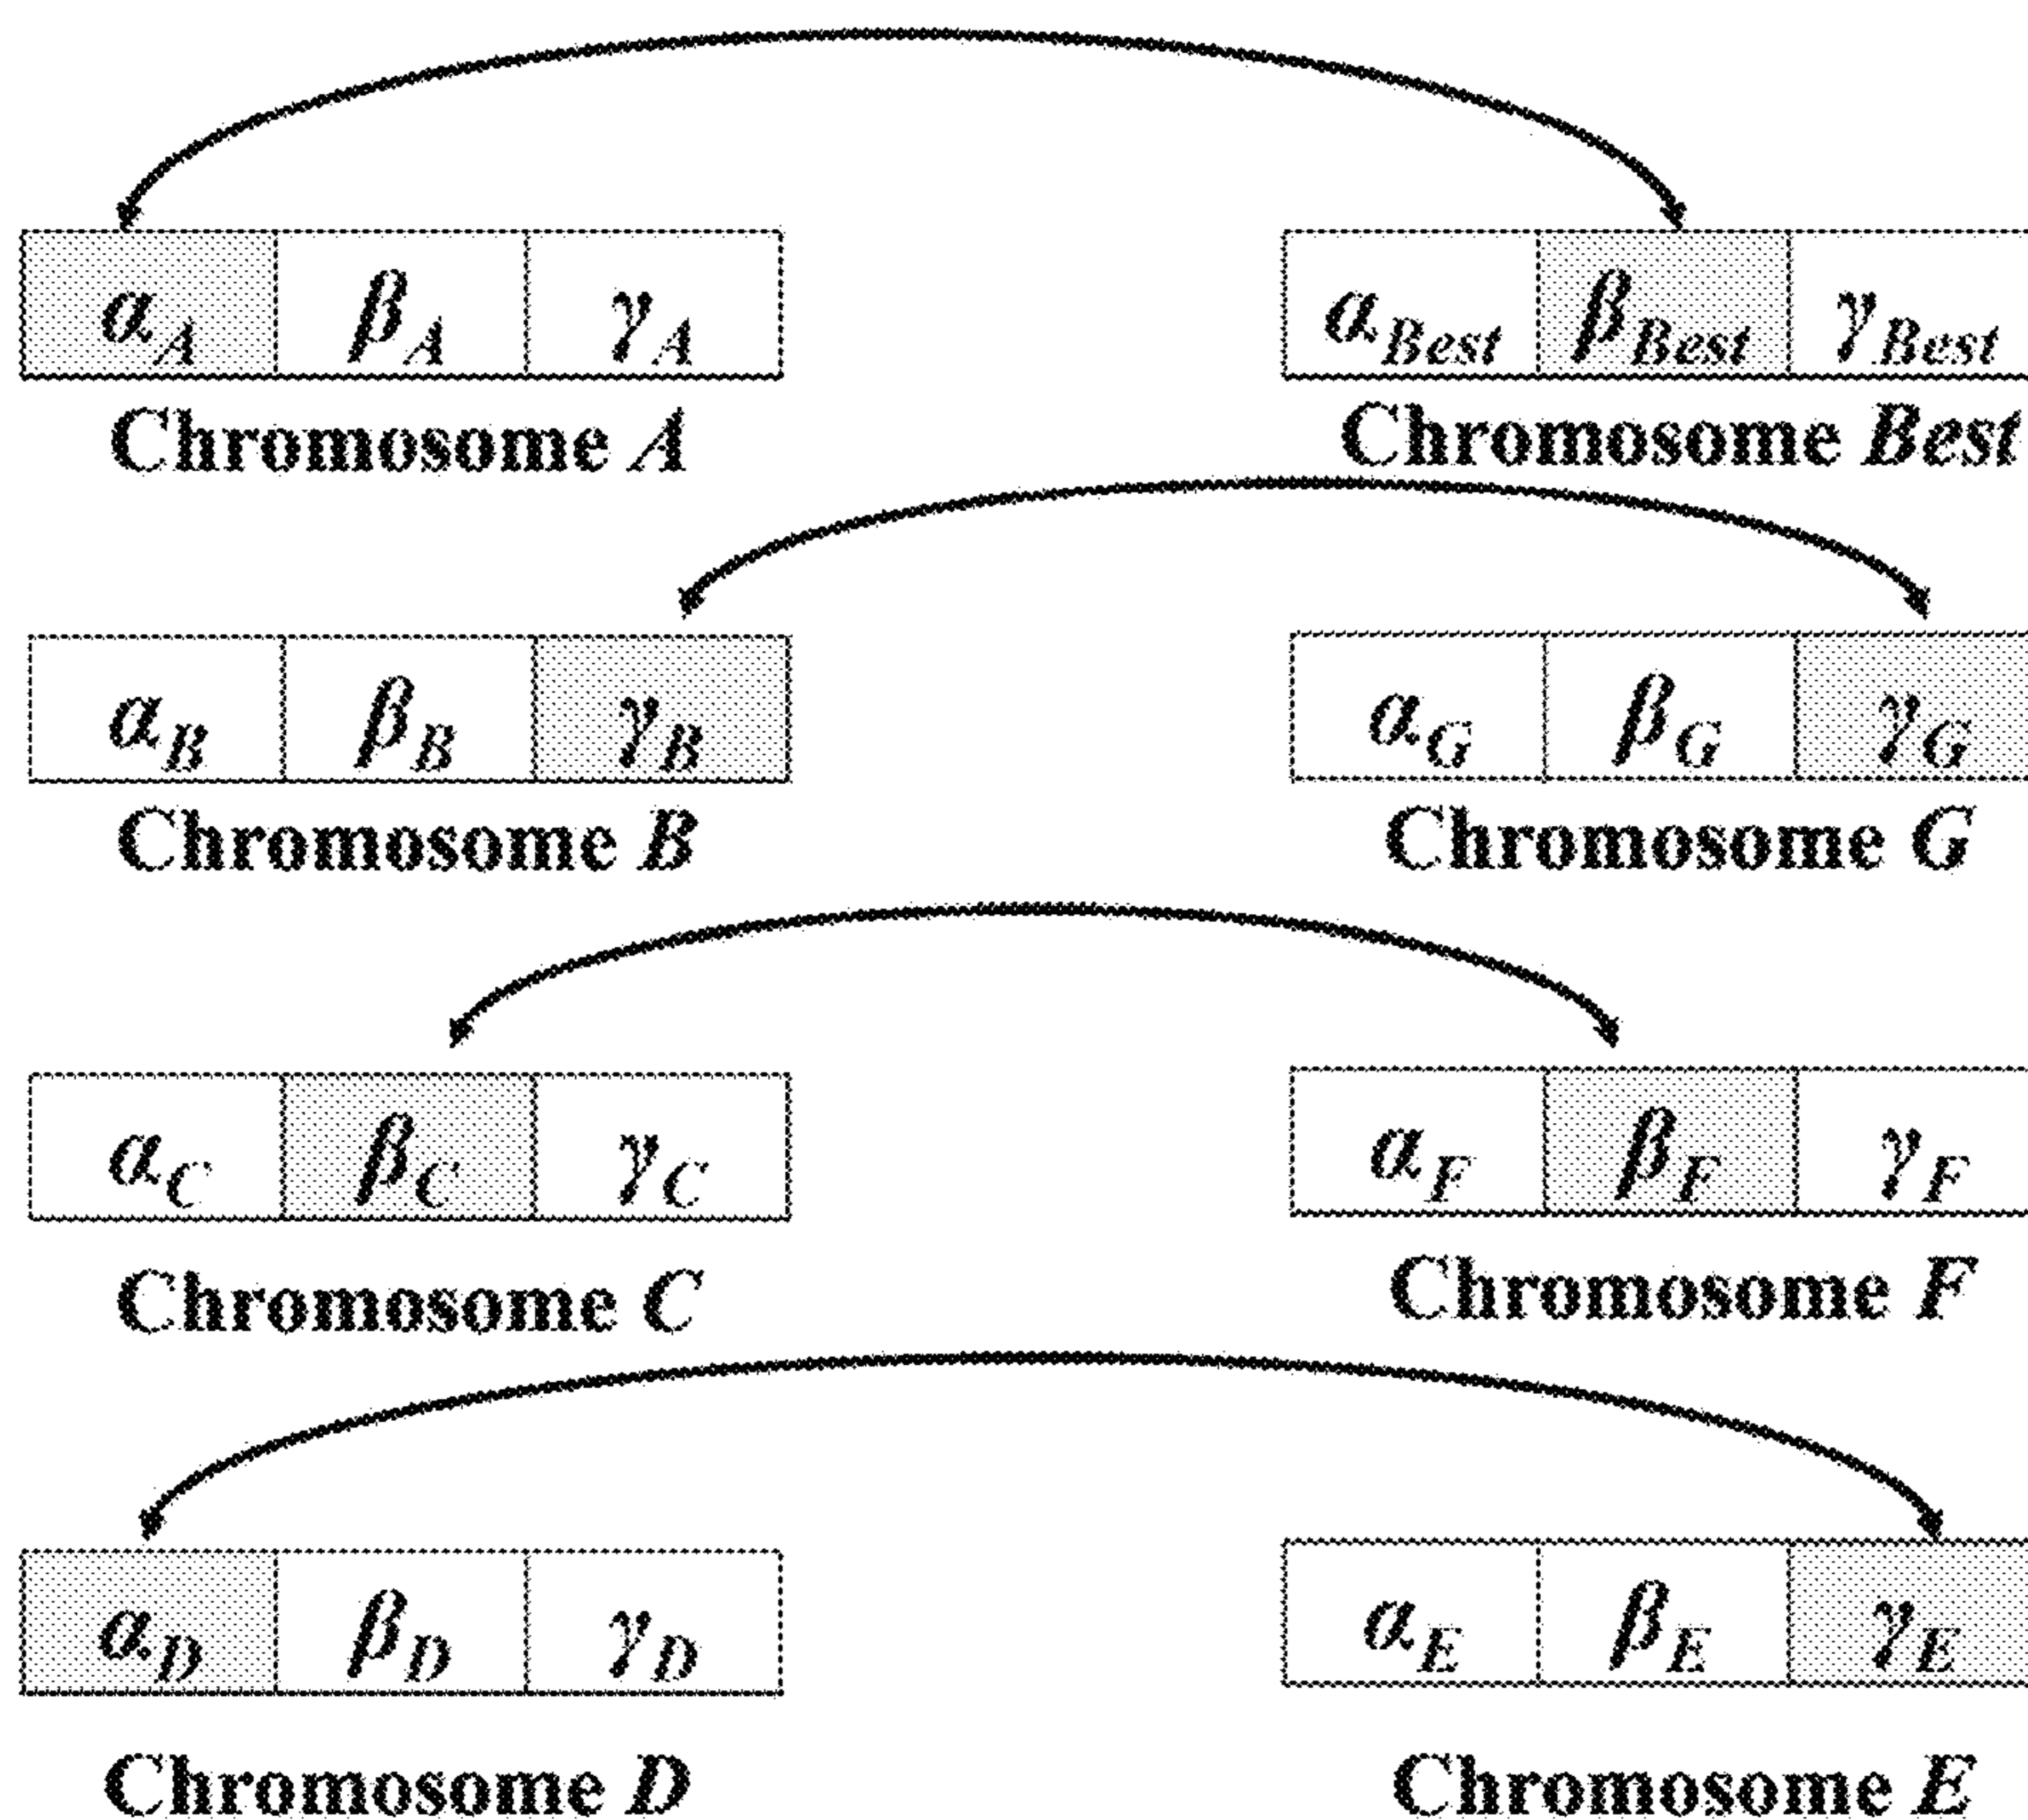 α_A β_A γ_A α_Best β_Best γ_Best
Chromosome A Chromosome Best
α_B β_B γ_B α_G β_G γ_G
Chromosome B Chromosome G
α_C β_C γ_C α_F β_F γ_F
Chromosome C Chromosome F
α_D β_D γ_D α_E β_E γ_E
Chromosome D Chromosome E